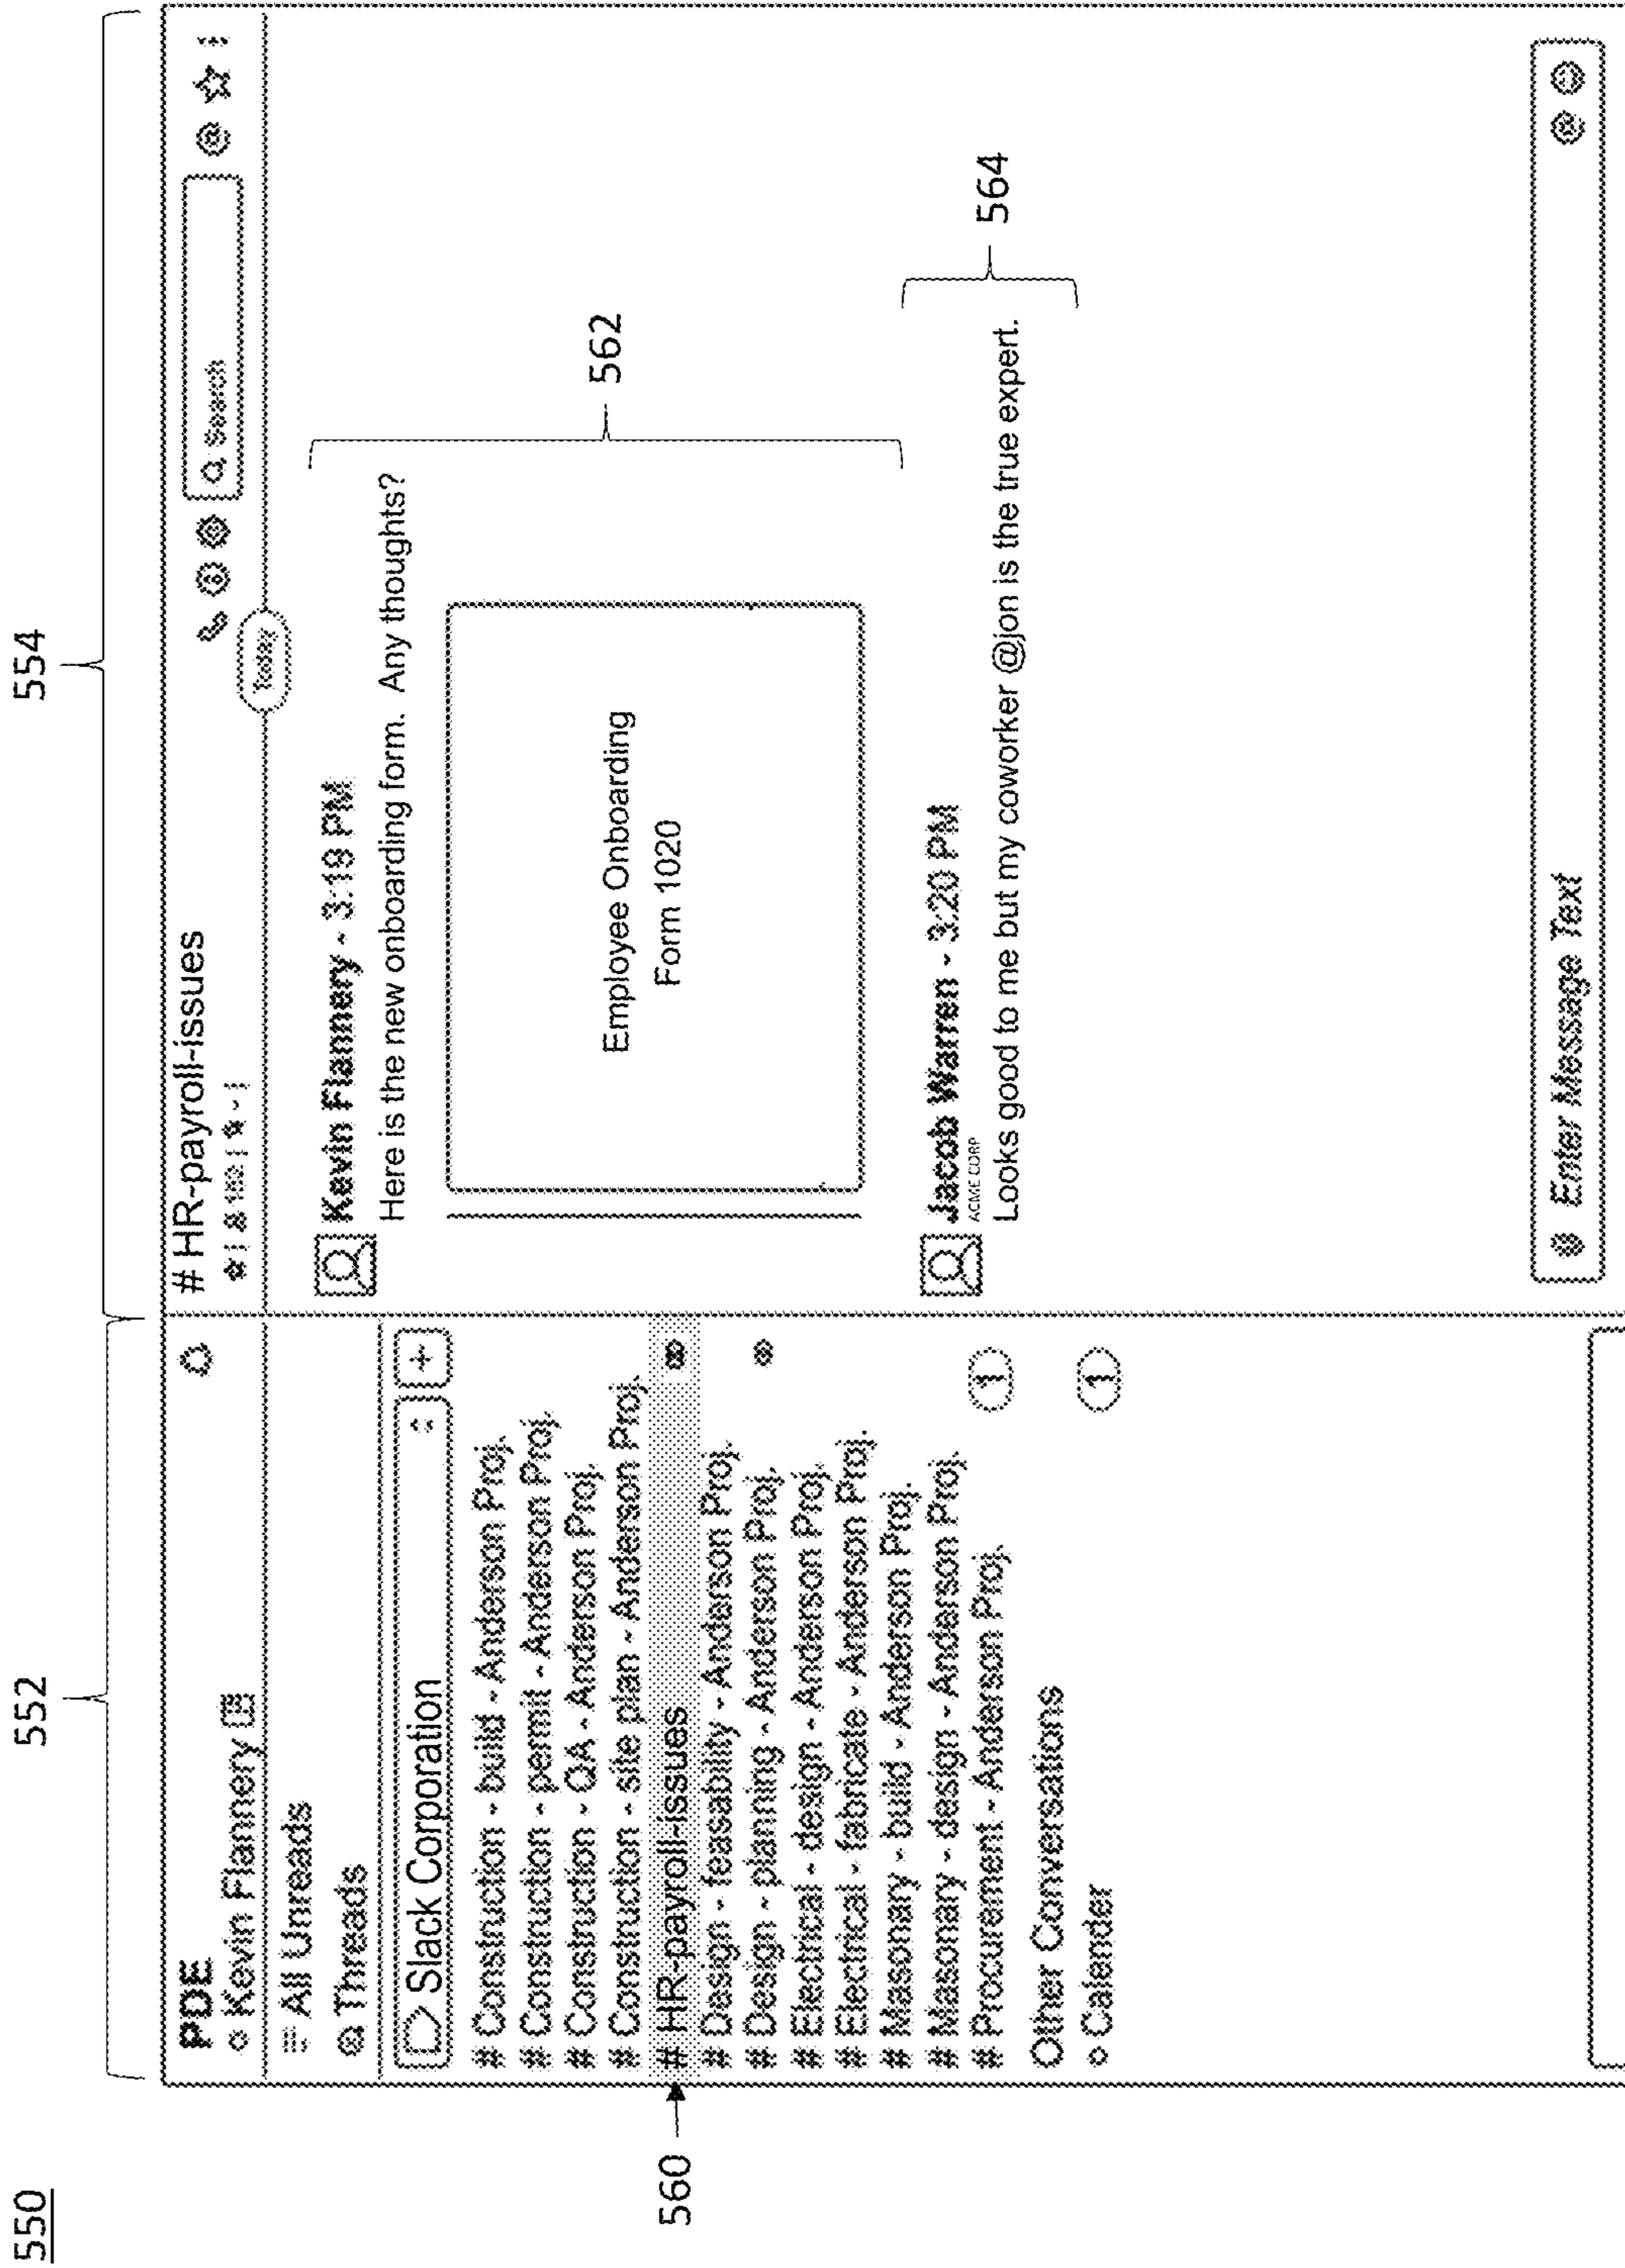 550
552
554
PDE
Kevin Flannery
All Unreads
Threads
Slack Corporation
+
# Construction - build - Anderson Proj.
# Construction - permit - Anderson Proj.
# Construction - QA - Anderson Proj.
# Construction - site plan - Anderson Proj.
560
# HR-payroll-issues
# Design - feasability - Anderson Proj.
# Design - planning - Anderson Proj.
# Electrical - design - Anderson Proj.
# Electrical - fabricate - Anderson Proj.
# Masonary - build - Anderson Proj.
# Masonary - design - Anderson Proj.
# Procurement - Anderson Proj. 1
Other Conversations
Calander 1
# HR-payroll-issues
Search @
Today
Kevin Flannery - 3:19 PM
Here is the new onboarding form. Any thoughts?
Employee Onboarding
Form 1020
562
Jacob Warren - 3:20 PM
ACME CORP
Looks good to me but my coworker @jon is the true expert.
564
Enter Message Text @